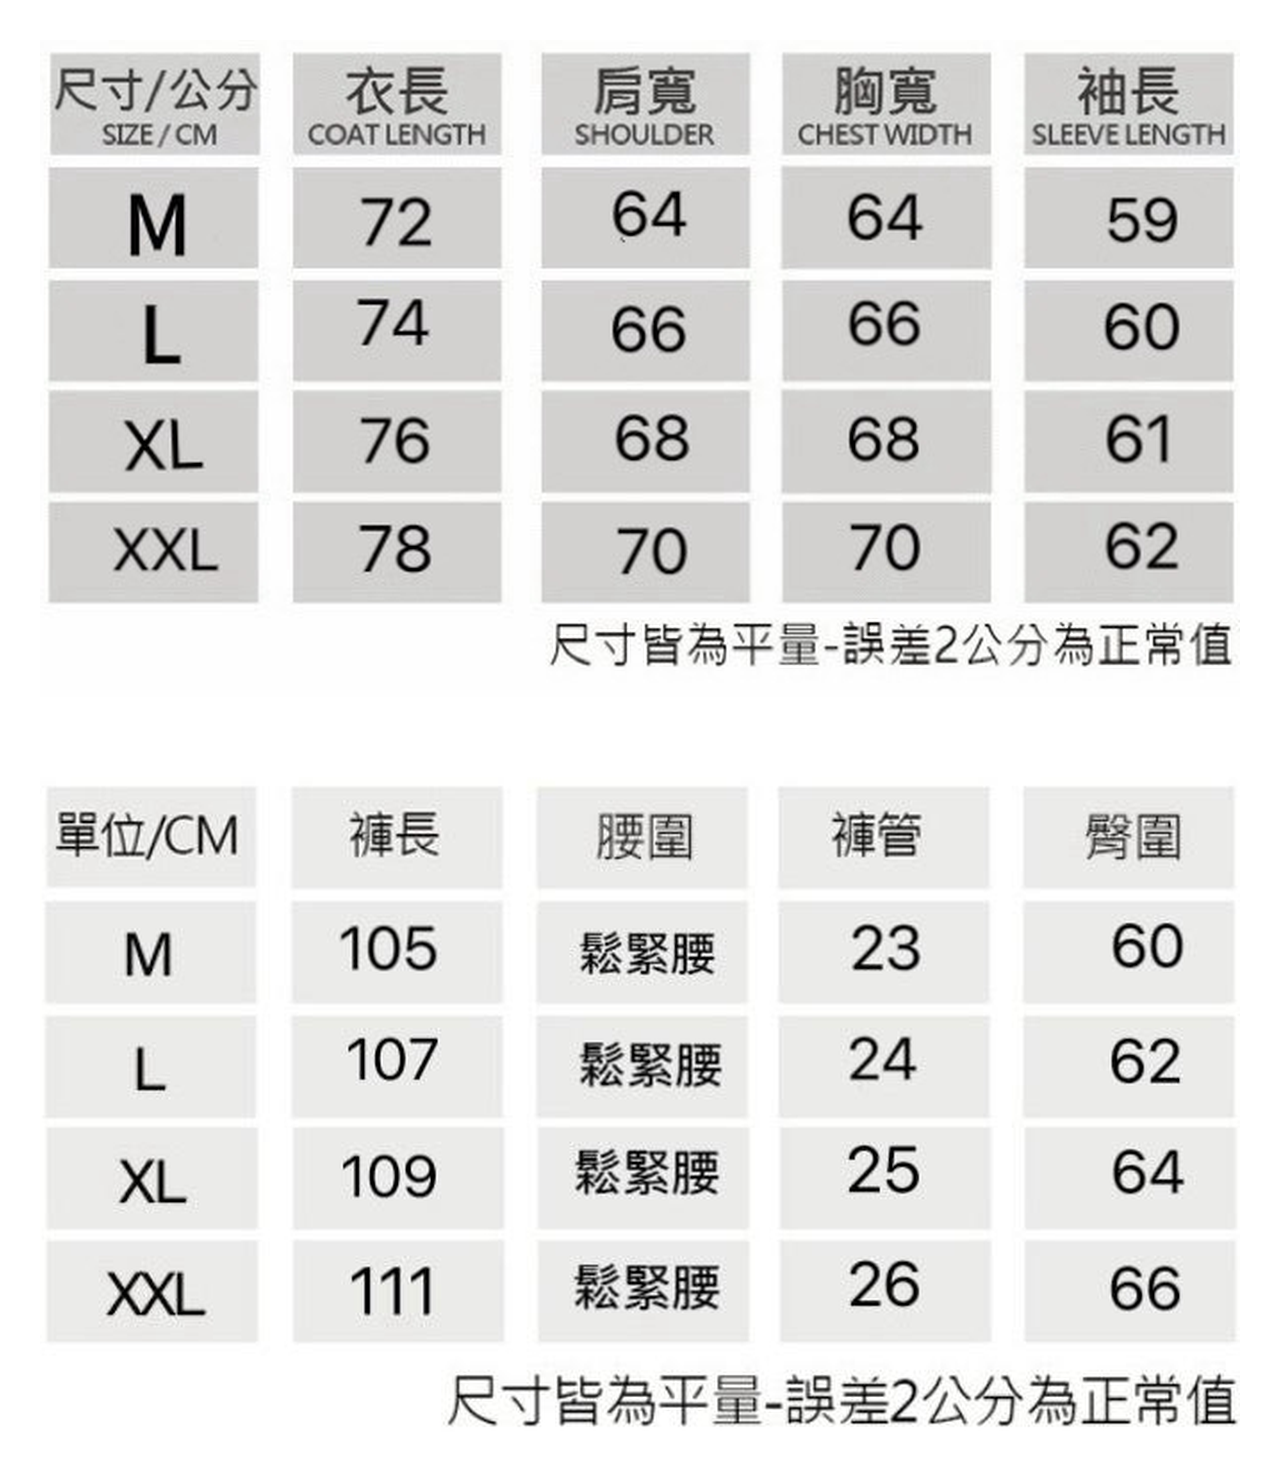 尺寸/公分 衣長 肩寬 胸寬 袖長
SIZE / CM COAT LENGTH SHOULDER CHEST WIDTH SLEEVE LENGTH
M 72 64 64 59
L 74 66 66 60
XL 76 68 68 61
XXL 78 70 70 62
尺寸皆為平量-誤差2公分為正常值
單位/CM 褲長 腰圍 褲管 臀圍
M 105 鬆緊腰 23 60
L 107 鬆緊腰 24 62
XL 109 鬆緊腰 25 64
XXL 111 鬆緊腰 26 66
尺寸皆為平量-誤差2公分為正常值